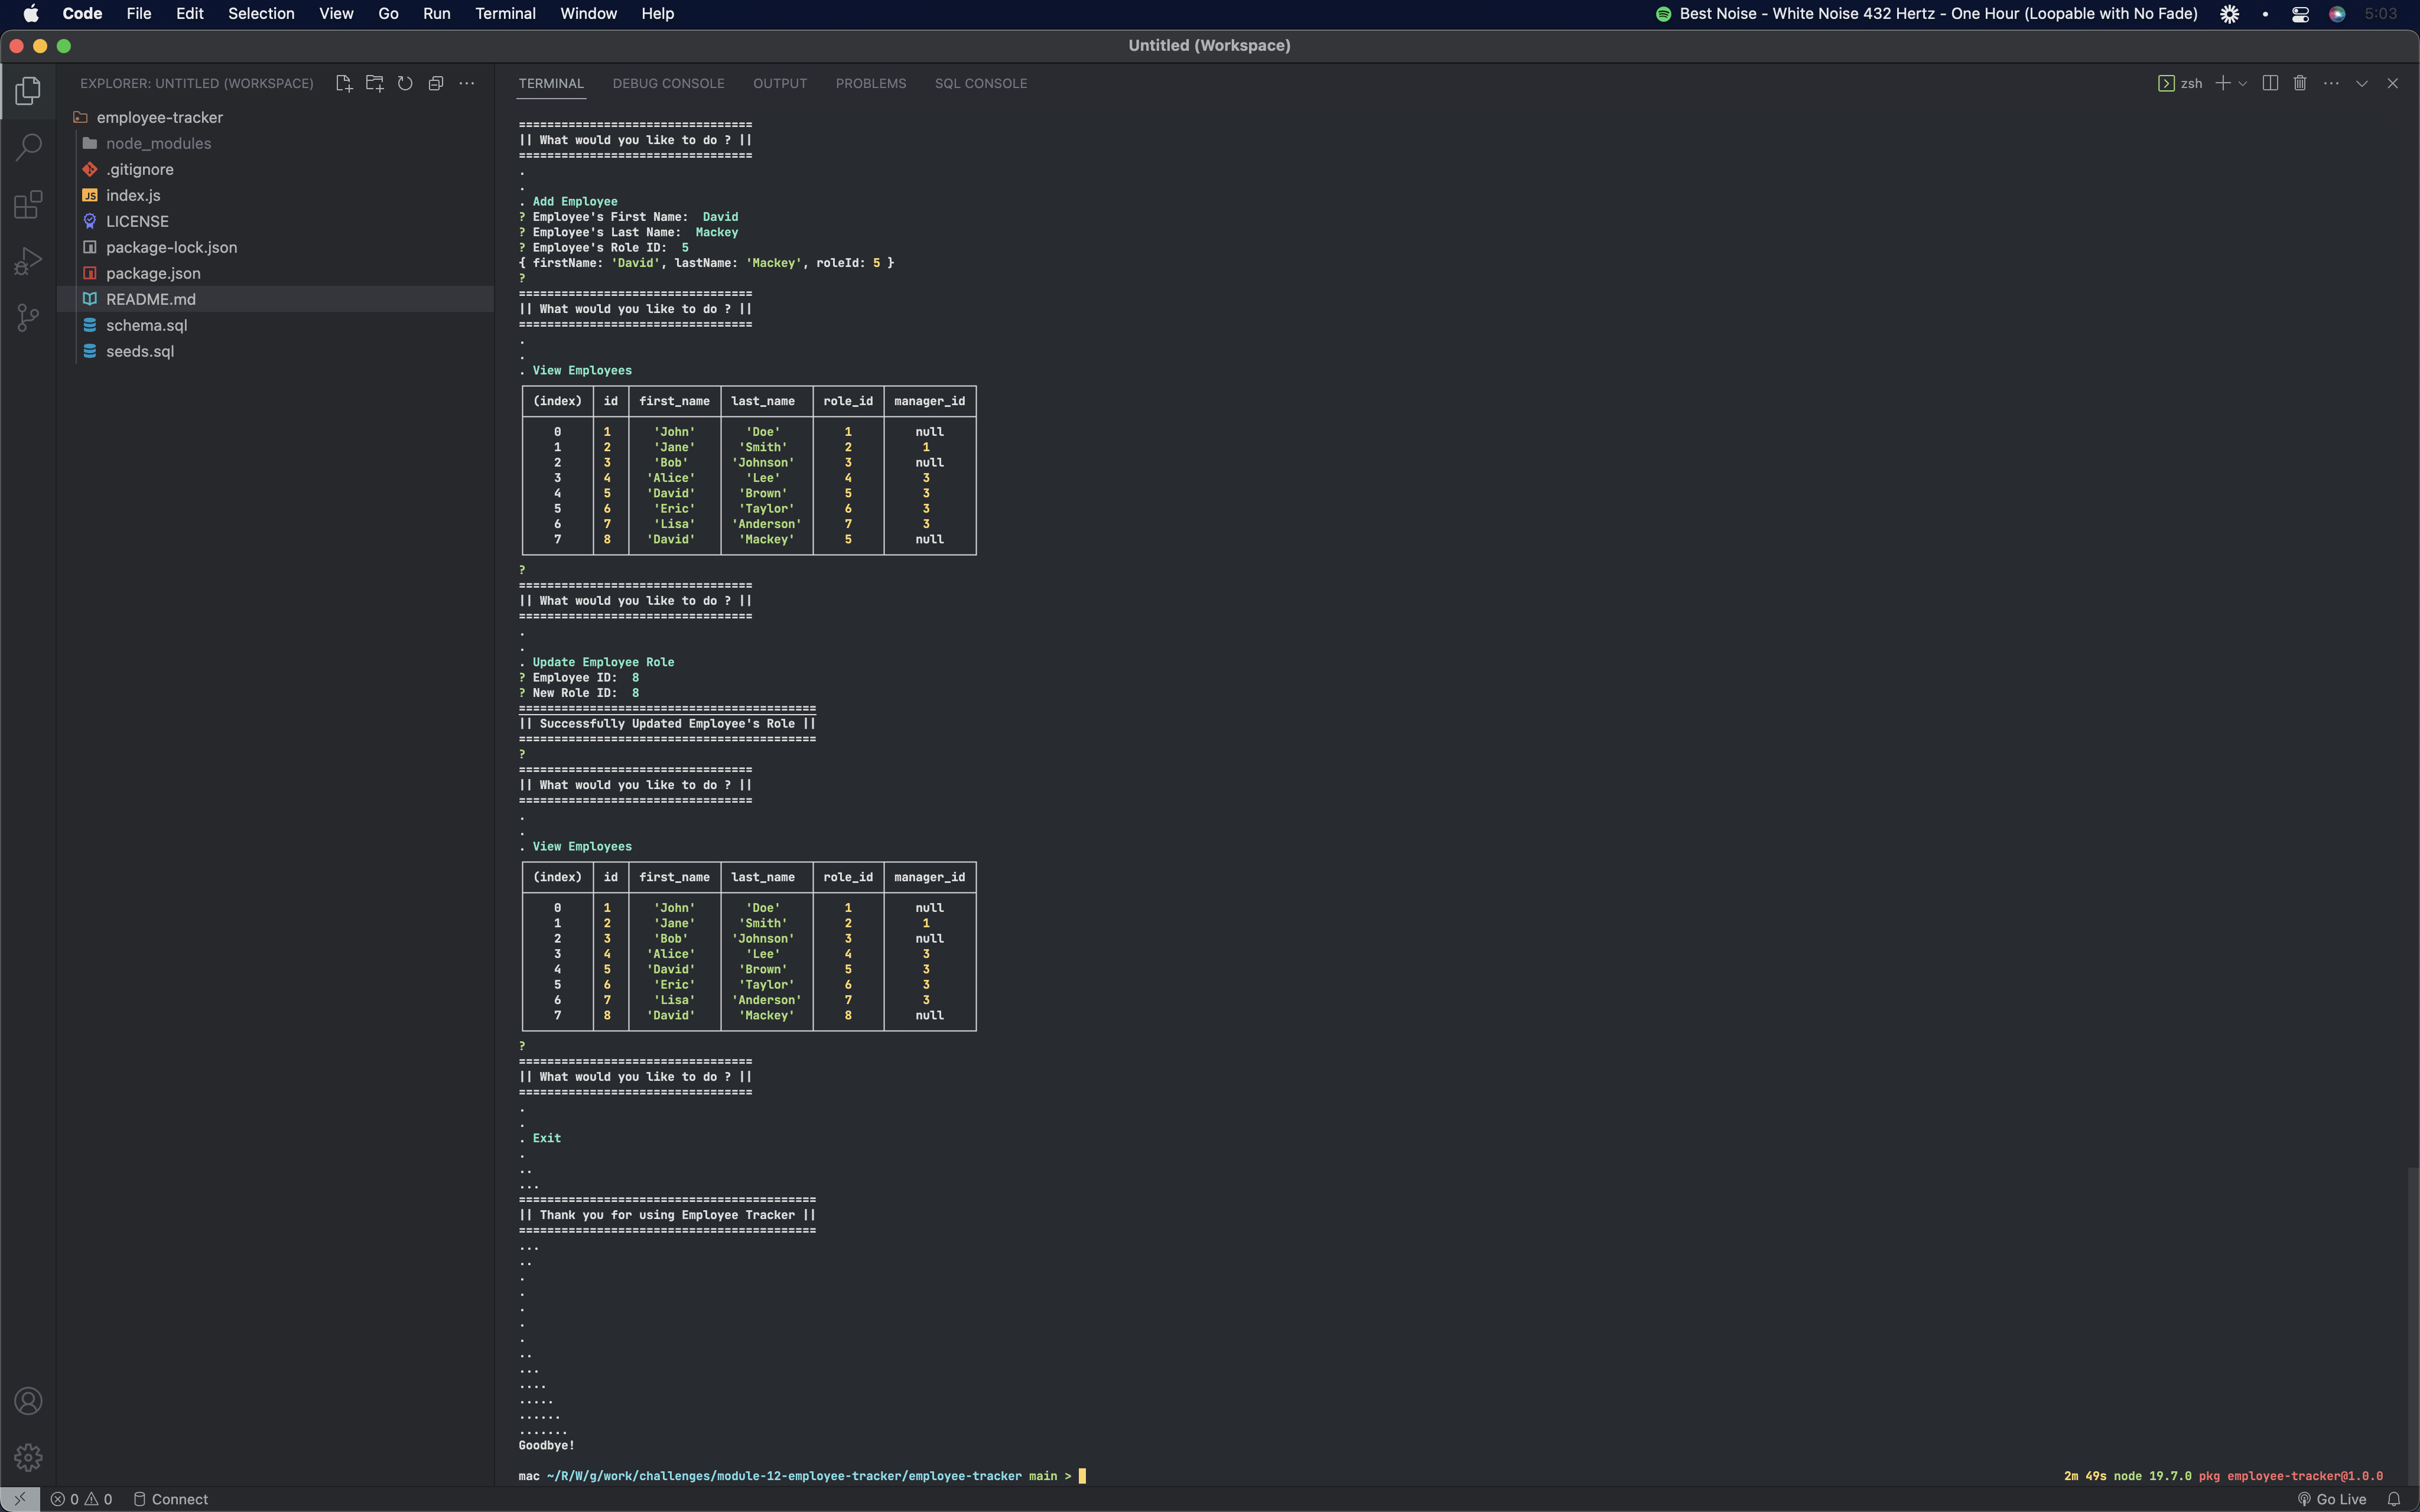 Code File Edit Selection View Go Run Terminal Window Help Best Noise - White Noise 432 Hertz - One Hour (Loopable with No Fade) 5:03
Untitled (Workspace)
EXPLORER: UNTITLED (WORKSPACE)
employee-tracker
node_modules
.gitignore
JS index.js
LICENSE
package-lock.json
package.json
README.md
schema.sql
seeds.sql
TERMINAL DEBUG CONSOLE OUTPUT PROBLEMS SQL CONSOLE zsh
=================================
|| What would you like to do ? ||
=================================
.
.
. Add Employee
? Employee's First Name: David
? Employee's Last Name: Mackey
? Employee's Role ID: 5
{ firstName: 'David', lastName: 'Mackey', roleId: 5 }
?
=================================
|| What would you like to do ? ||
=================================
.
.
. View Employees
(index) id first_name last_name role_id manager_id
0 1 'John' 'Doe' 1 null
1 2 'Jane' 'Smith' 2 1
2 3 'Bob' 'Johnson' 3 null
3 4 'Alice' 'Lee' 4 3
4 5 'David' 'Brown' 5 3
5 6 'Eric' 'Taylor' 6 3
6 7 'Lisa' 'Anderson' 7 3
7 8 'David' 'Mackey' 5 null
?
=================================
|| What would you like to do ? ||
=================================
.
.
. Update Employee Role
? Employee ID: 8
? New Role ID: 8
==========================================
|| Successfully Updated Employee's Role ||
==========================================
?
=================================
|| What would you like to do ? ||
=================================
.
.
. View Employees
(index) id first_name last_name role_id manager_id
0 1 'John' 'Doe' 1 null
1 2 'Jane' 'Smith' 2 1
2 3 'Bob' 'Johnson' 3 null
3 4 'Alice' 'Lee' 4 3
4 5 'David' 'Brown' 5 3
5 6 'Eric' 'Taylor' 6 3
6 7 'Lisa' 'Anderson' 7 3
7 8 'David' 'Mackey' 8 null
?
=================================
|| What would you like to do ? ||
=================================
.
.
. Exit
.
..
...
==========================================
|| Thank you for using Employee Tracker ||
==========================================
...
..
.
.
.
.
.
..
...
....
.....
......
.......
Goodbye!
mac ~/R/W/g/work/challenges/module-12-employee-tracker/employee-tracker main > 2m 49s node 19.7.0 pkg employee-tracker@1.0.0
0 0 Connect Go Live